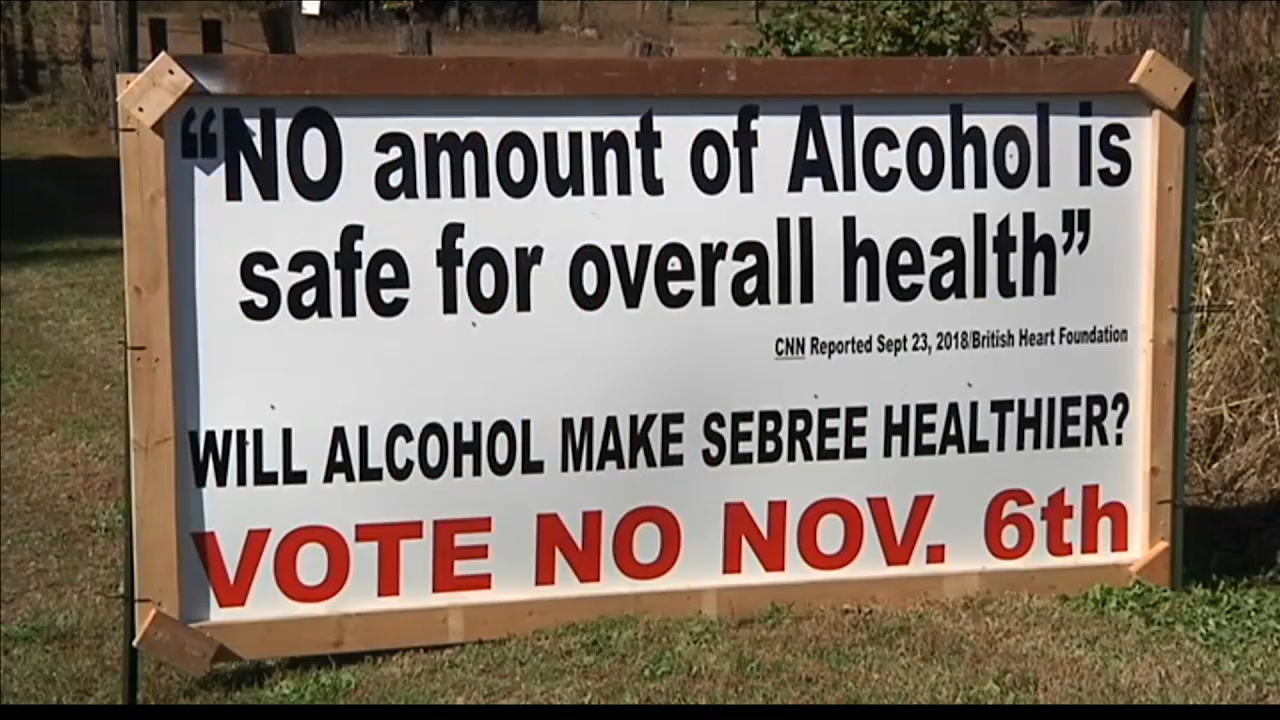 “NO amount of Alcohol is
safe for overall health”
CNN Reported Sept 23, 2018/British Heart Foundation
WILL ALCOHOL MAKE SEBREE HEALTHIER?
VOTE NO NOV. 6th